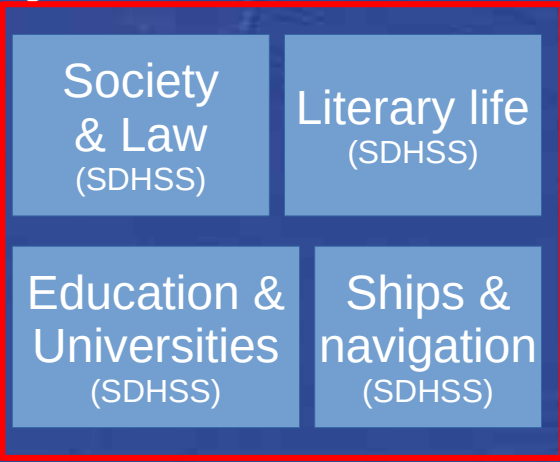 Society
& Law
(SDHSS)
Literary life
(SDHSS)
Education &
Universities
(SDHSS)
Ships &
navigation
(SDHSS)